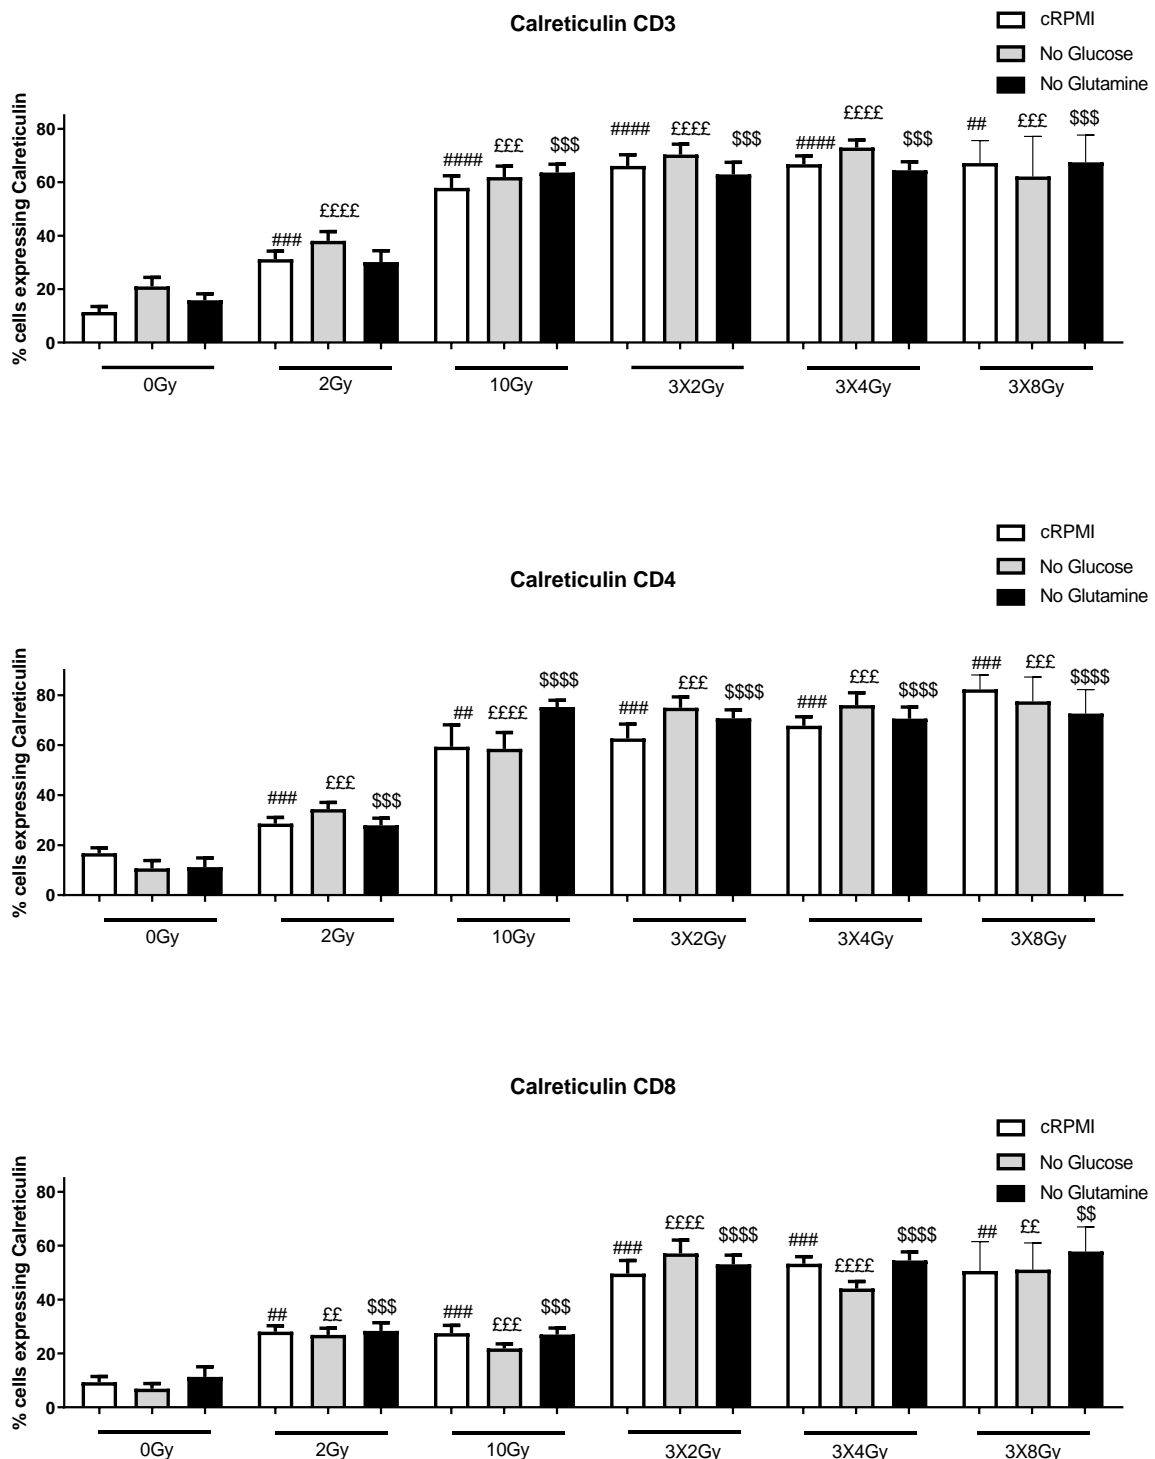 Calreticulin CD3
cRPMI
No Glucose
No Glutamine
% cells expressing Calreticulin
80
60
40
20
0
### ££££
#### £££ $$$
#### ££££ $$$
#### ££££ $$$
## £££ $$$
0Gy 2Gy 10Gy 3X2Gy 3X4Gy 3X8Gy
cRPMI
No Glucose
No Glutamine
Calreticulin CD4
% cells expressing Calreticulin
80
60
40
20
0
### £££ $$$
## ££££ $$$$
### £££ $$$$
### £££ $$$$
### £££ $$$$
0Gy 2Gy 10Gy 3X2Gy 3X4Gy 3X8Gy
Calreticulin CD8
cRPMI
No Glucose
No Glutamine
% cells expressing Calreticulin
80
60
40
20
0
## ££ $$$
### £££ $$$
### ££££ $$$$
### ££££ $$$$
## ££ $$
0Gy 2Gy 10Gy 3X2Gy 3X4Gy 3X8Gy